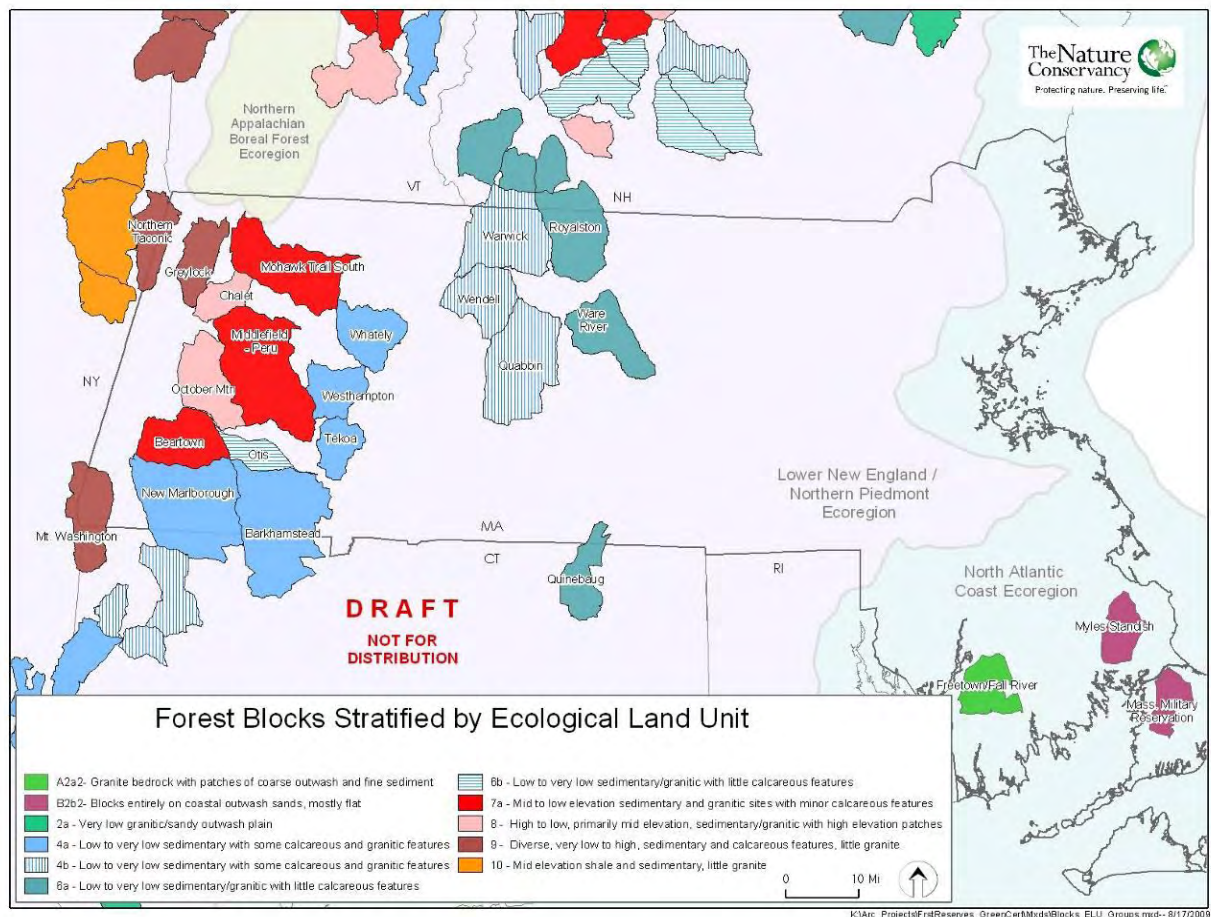 The Nature
Conservancy
Protecting nature. Preserving life.™
Northern
Appalachian
Boreal Forest
Ecoregion
VT
NH
Northern
Taconic
Greylock
Mohawk Trail South
Chalet
Warwick
Royalston
Wendell
Ware
River
Whately
Middlefield
- Peru
Quabbin
NY
October Mtn.
Westhampton
Beartown
Otis
Tekoa
New Marlborough
Lower New England /
Northern Piedmont
Ecoregion
Mt. Washington
Barkhamstead
MA
CT
RI
Quinebaug
North Atlantic
Coast Ecoregion
DRAFT
NOT FOR
DISTRIBUTION
Myles Standish
Freetown/Fall River
Mass. Military
Reservation
Forest Blocks Stratified by Ecological Land Unit
A2a2- Granite bedrock with patches of coarse outwash and fine sediment
B2b2- Blocks entirely on coastal outwash sands, mostly flat
2a - Very low granitic/sandy outwash plain
4a - Low to very low sedimentary with some calcareous and granitic features
4b - Low to very low sedimentary with some calcareous and granitic features
6a - Low to very low sedimentary/granitic with little calcareous features
6b - Low to very low sedimentary/granitic with little calcareous features
7a - Mid to low elevation sedimentary and granitic sites with minor calcareous features
8 - High to low, primarily mid elevation, sedimentary/granitic with high elevation patches
9 - Diverse, very low to high, sedimentary and calcareous features, little granite
10 - Mid elevation shale and sedimentary, little granite
0 10 Mi
K:\Arc_Projects\FrstReserves_GreenCert\Mxds\Blocks_ELU_Groups.mxd-- 8/17/2009